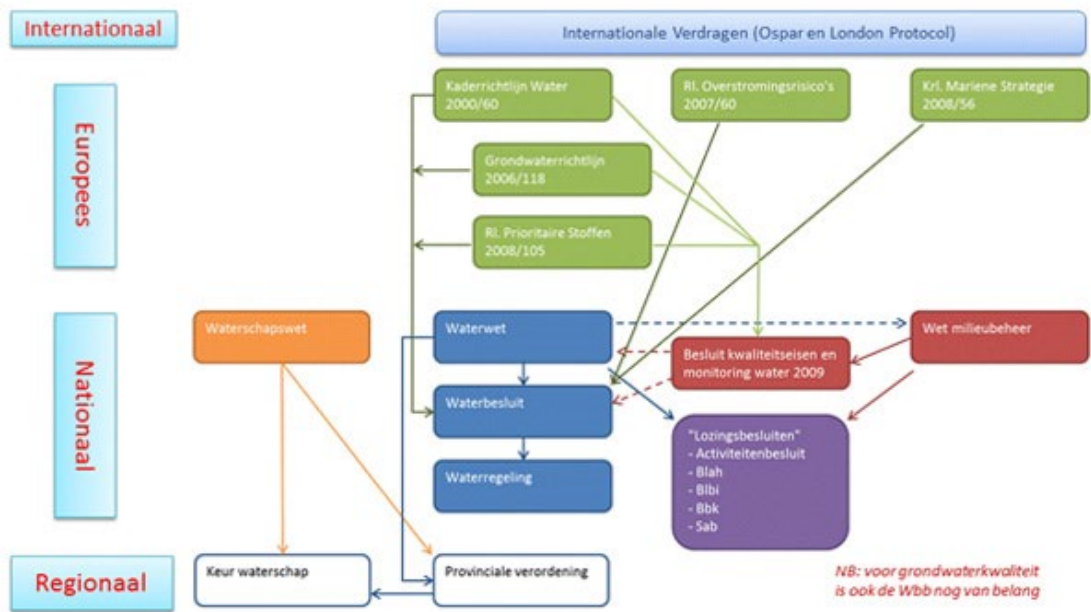 Internationaal
Internationale Verdragen (Ospar en London Protocol)
Europees
Kaderrichtlijn Water
2000/60
Rl. Overstromingsrisico's
2007/60
Krl. Mariene Strategie
2008/56
Grondwaterrichtlijn
2006/118
Rl. Prioritaire Stoffen
2008/105
Nationaal
Waterschapswet
Waterwet
Wet milieubeheer
Besluit kwaliteitseisen en
monitoring water 2009
Waterbesluit
"Lozingsbesluiten"
- Activiteitenbesluit
- Blah
- Blbi
- Bbk
- Sab
Waterregeling
Regionaal
Keur waterschap
Provinciale verordening
NB: voor grondwaterkwaliteit
is ook de Wbb nog van belang